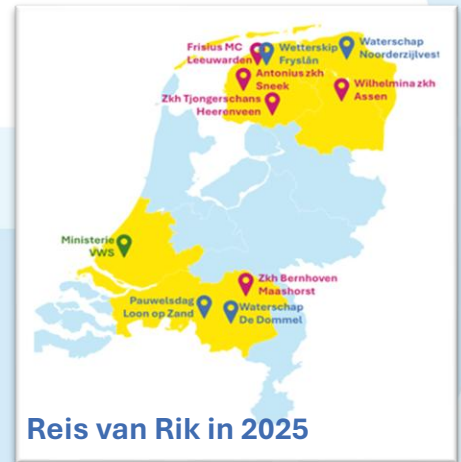 Frisius MC
Leeuwarden
Wetterskip
Fryslân
Waterschap
Noorderzijlvest
Antonius zkh
Sneek
Wilhelmina zkh
Assen
Zkh Tjongerschans
Heerenveen
Ministerie
VWS
Zkh Bernhoven
Maashorst
Pauwelsdag
Loon op Zand
Waterschap
De Dommel
Reis van Rik in 2025